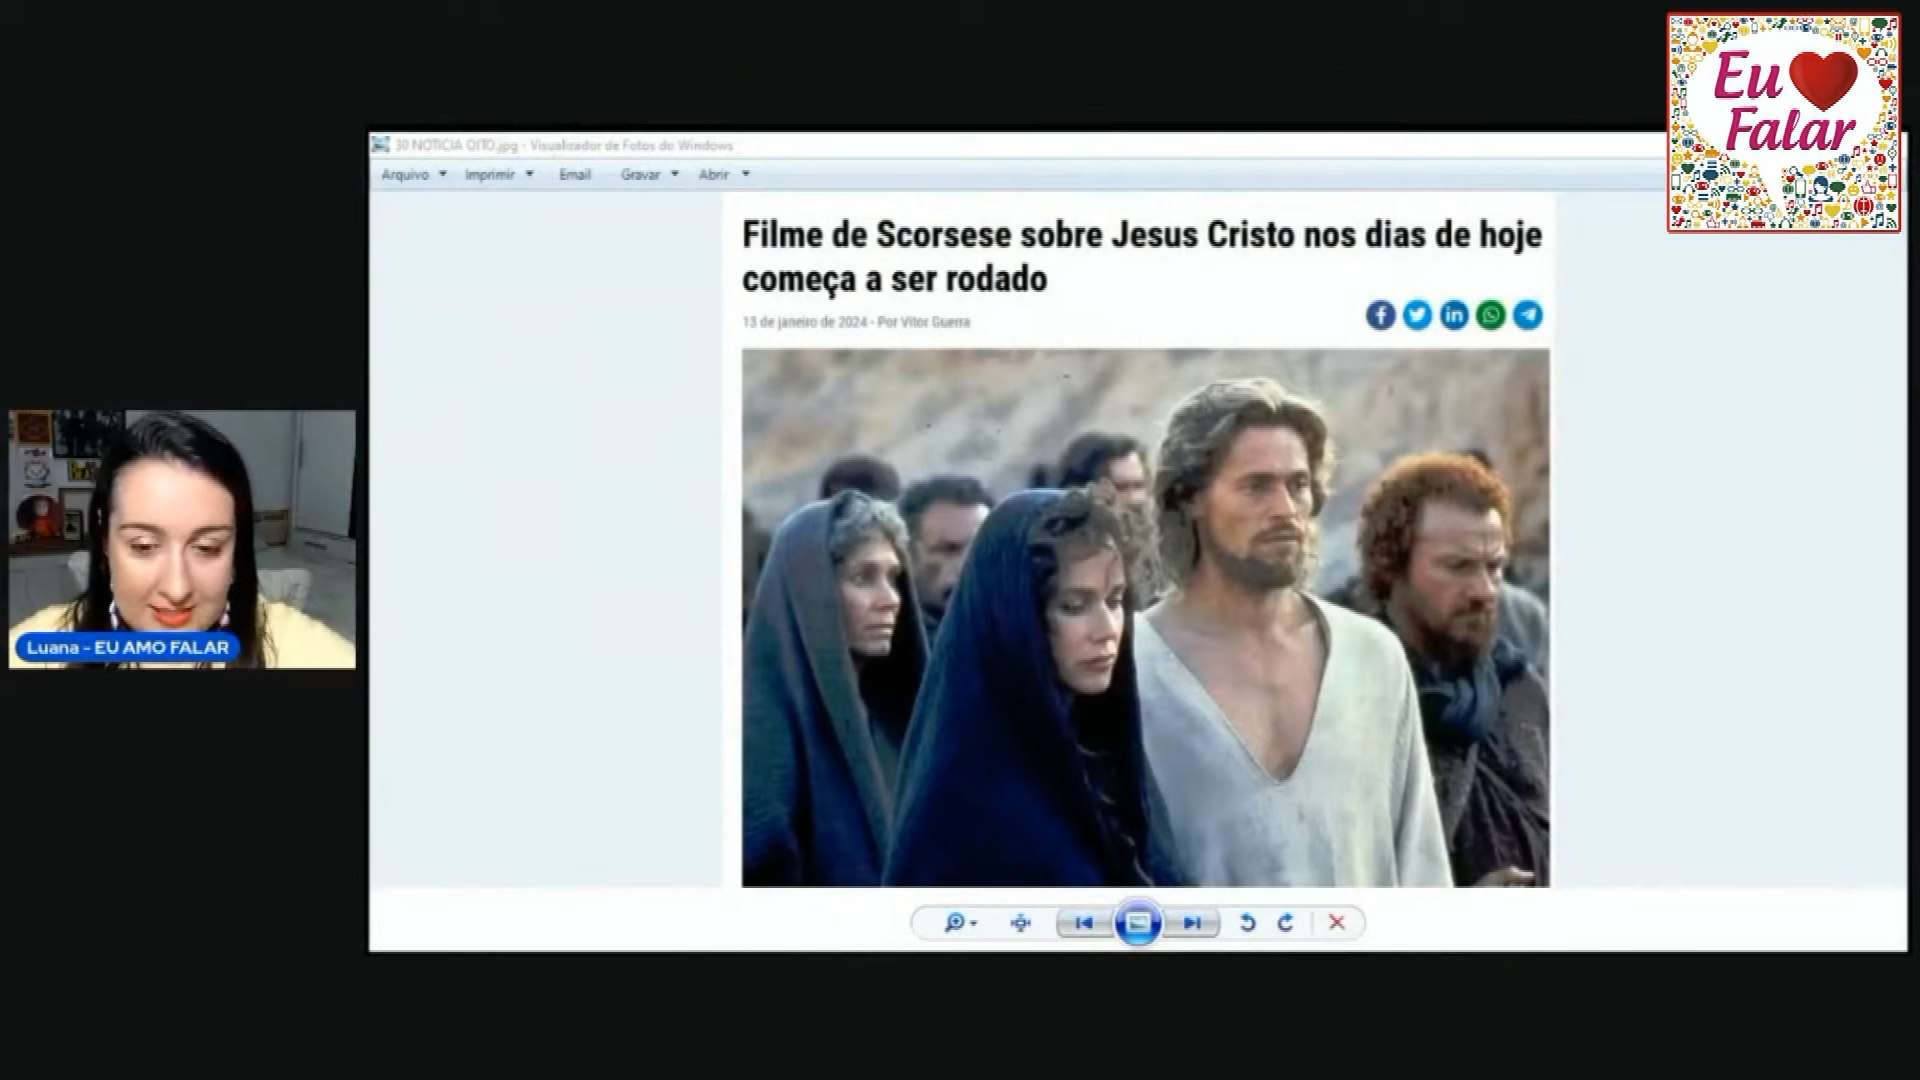 Eu
Falar
30 NOTICIA OITO.jpg - Visualizador de Fotos do Windows
Arquivo Imprimir Email Gravar Abrir
Filme de Scorsese sobre Jesus Cristo nos dias de hoje
começa a ser rodado
13 de janeiro de 2024 - Por Vitor Guerra
Luana - EU AMO FALAR